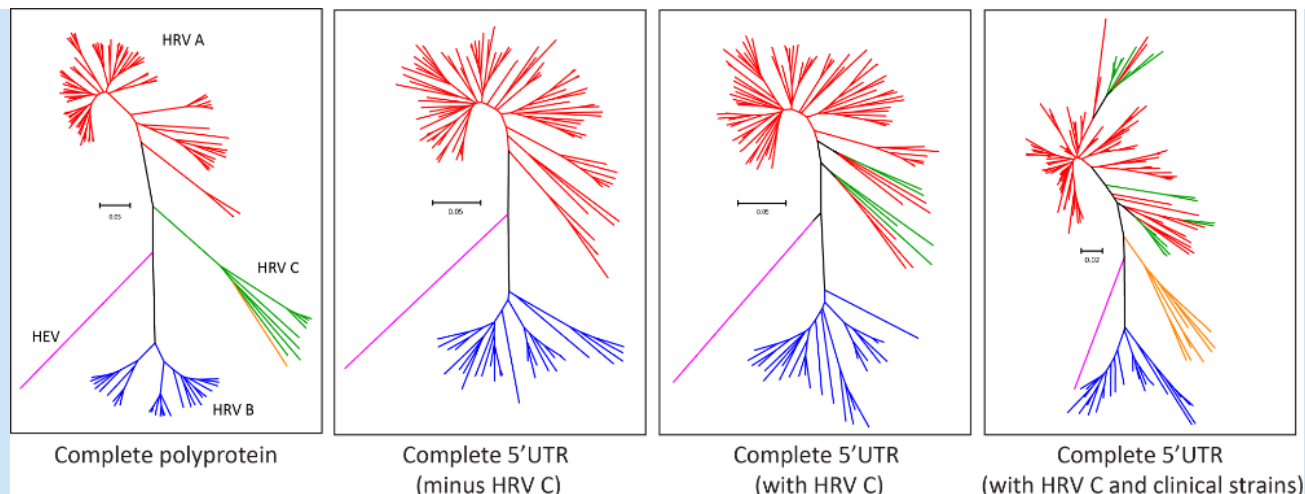 HRV A
0.05
HRV C
HEV
HRV B
Complete polyprotein
0.05
Complete 5'UTR
(minus HRV C)
0.05
Complete 5'UTR
(with HRV C)
0.02
Complete 5'UTR
(with HRV C and clinical strains)